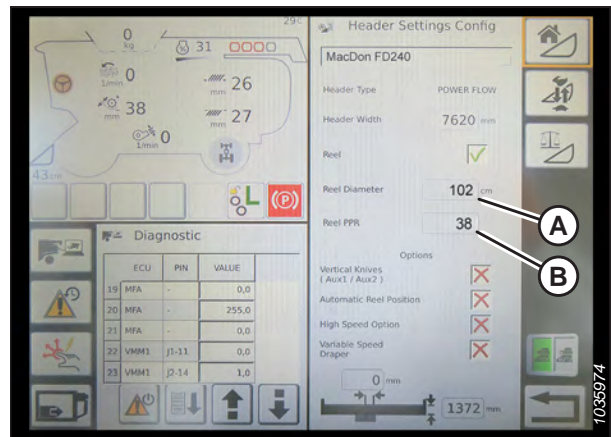 29c
Header Settings Config
0
kg
31
MacDon FD240
1/min
0
mm
26
Header Type POWER FLOW
mm
38
mm
27
Header Width 7620 mm
1/min
0
Reel
43cm
Reel Diameter 102 cm
L (P)
A
Reel PPR 38
Diagnostic
B
Options
ECU PIN VALUE
Vertical Knives
( Aux1 / Aux2 )
19 MFA - 0,0
20 MFA - 255,0
Automatic Reel Position
21 MFA - 0,0
High Speed Option
22 VMM1 J1-11 0,0
Variable Speed
Draper
23 VMM1 J2-14 1,0
0 mm
1372 mm
1035974